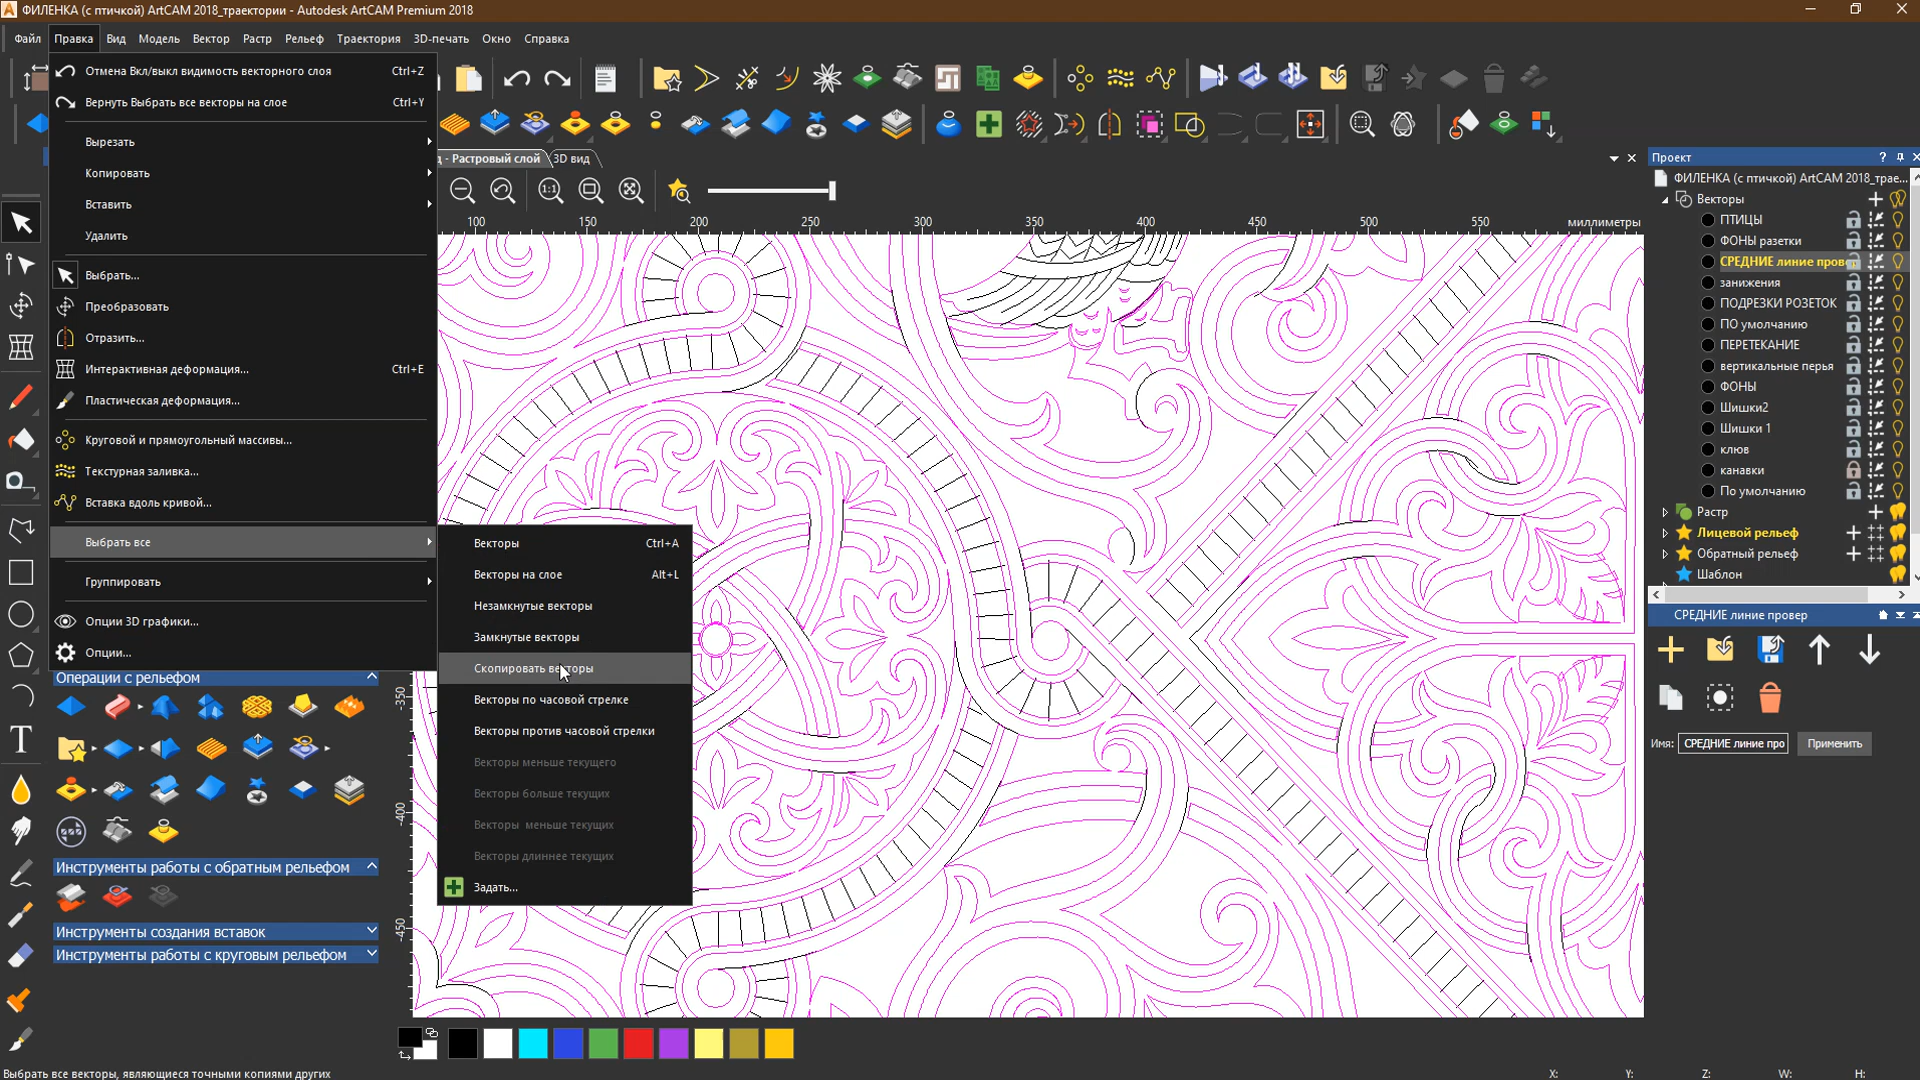 ФИЛЕНКА (с птичкой) ArtCAM 2018_траектории - Autodesk ArtCAM Premium 2018
Файл Правка Вид Модель Вектор Растр Рельеф Траектория 3D-печать Окно Справка
Отмена Вкл/выкл видимость векторного слоя Ctrl+Z
Вернуть Выбрать все векторы на слое Ctrl+Y
Вырезать
Копировать
Вставить
Удалить
Выбрать...
Преобразовать
Отразить...
Интерактивная деформация... Ctrl+E
Пластическая деформация...
Круговой и прямоугольный массивы...
Текстурная заливка...
Вставка вдоль кривой...
Выбрать все
Группировать
Опции 3D графики...
Опции...
Векторы Ctrl+A
Векторы на слое Alt+L
Незамкнутые векторы
Замкнутые векторы
Скопировать векторы
Векторы по часовой стрелке
Векторы против часовой стрелки
Векторы меньше текущего
Векторы больше текущих
Векторы меньше текущих
Векторы длиннее текущих
Задать...
- Растровый слой 3D вид
1:1
100 150 200 250 300 350 400 450 500 550 миллиметры
-350
-400
-450
Операции с рельефом
Инструменты работы с обратным рельефом
Инструменты создания вставок
Инструменты работы с круговым рельефом
Проект
ФИЛЕНКА (с птичкой) ArtCAM 2018_трае...
Векторы
ПТИЦЫ
ФОНЫ разетки
СРЕДНИЕ линие прове
занижения
ПОДРЕЗКИ РОЗЕТОК
ПО умолчанию
ПЕРЕТЕКАНИЕ
вертикальные перья
ФОНЫ
Шишки2
Шишки 1
клюв
канавки
По умолчанию
Растр
Лицевой рельеф
Обратный рельеф
Шаблон
СРЕДНИЕ линие провер
Имя: СРЕДНИЕ линие про Применить
Выбрать все векторы, являющиеся точными копиями других
X: Y: Z: W: H: